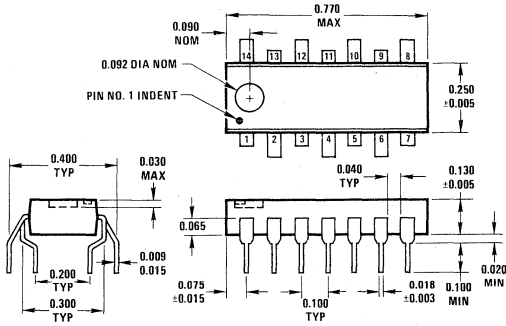 0.770
MAX
0.090
NOM
14 13 12 11 10 9 8
0.092 DIA NOM
PIN NO. 1 INDENT
0.250
±0.005
1 2 3 4 5 6 7
0.400
TYP
0.030
MAX
0.040
TYP
0.130
±0.005
0.065
0.009
0.015
0.200
TYP
0.300
TYP
0.075
±0.015
0.100
TYP
0.018
±0.003
0.100
MIN
0.020
MIN